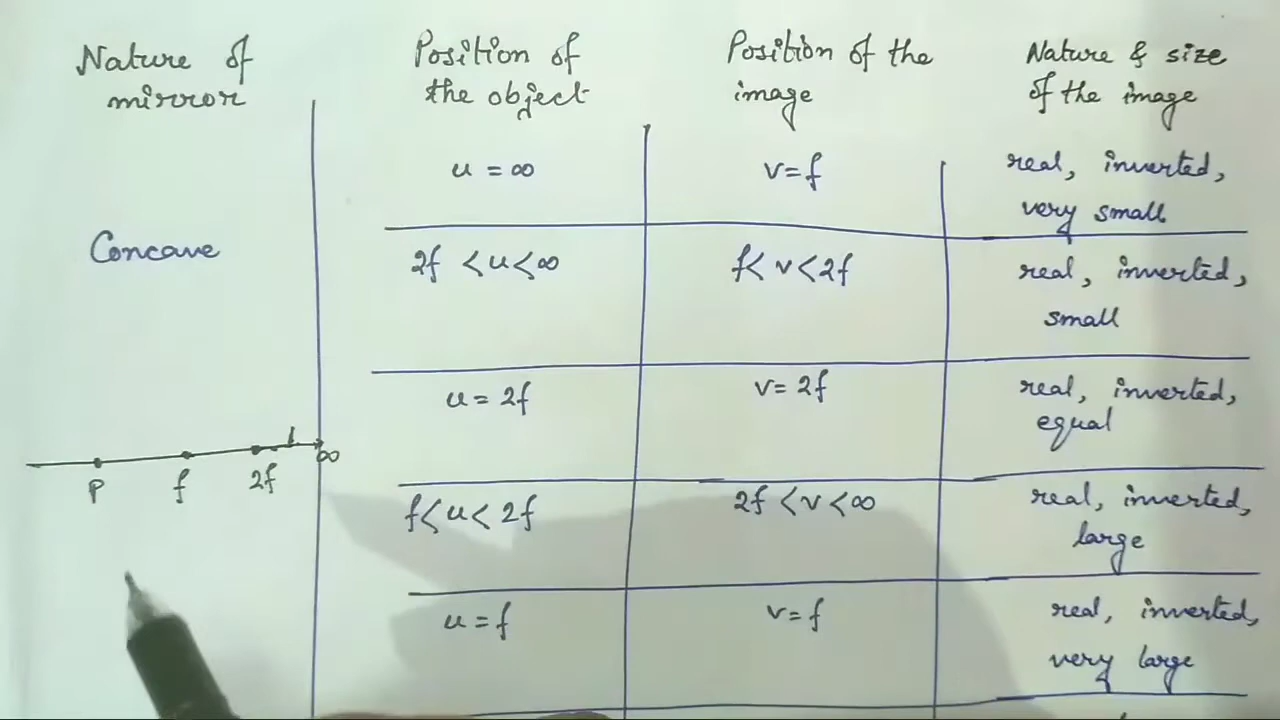 Nature of
mirror
Position of
the object
Position of the
image
Nature & size
of the image
Concave
u = ∞
v = f
real, inverted,
very small
2f < u < ∞
f < v < 2f
real, inverted,
small
u = 2f
v = 2f
real, inverted,
equal
P f 2f ∞
f < u < 2f
2f < v < ∞
real, inverted,
large
u = f
v = f
real, inverted,
very large